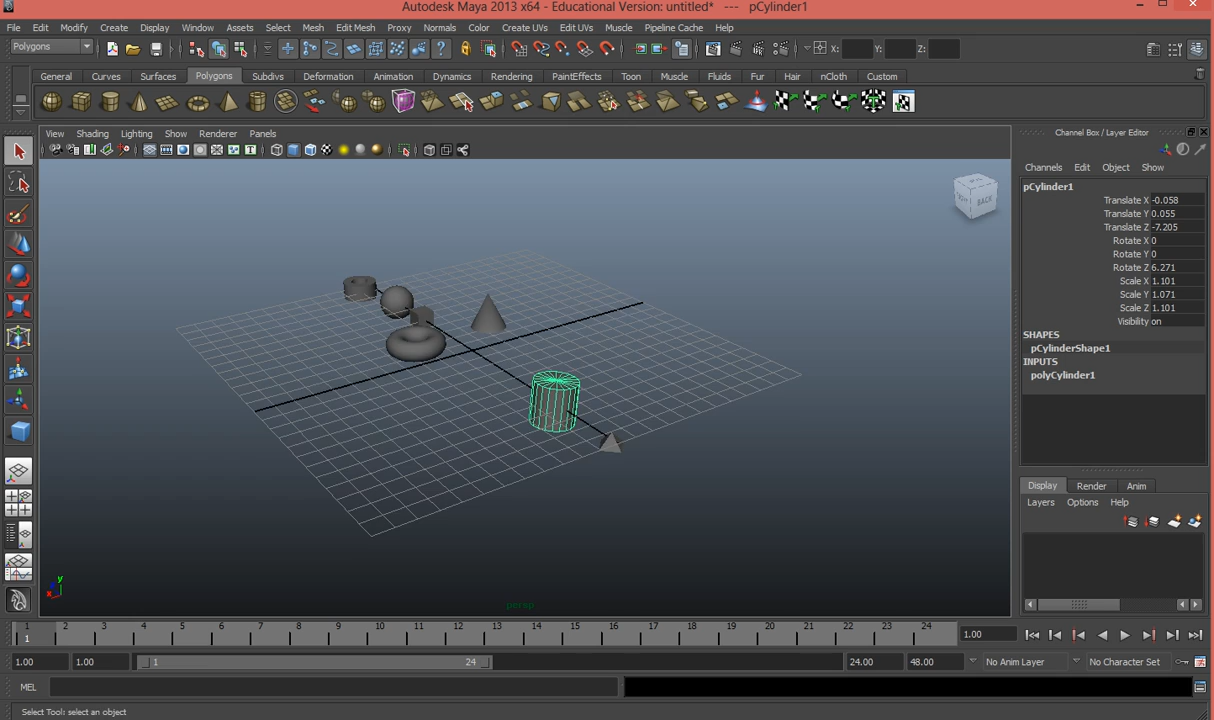 Autodesk Maya 2013 x64 - Educational Version: untitled* --- pCylinder1
File Edit Modify Create Display Window Assets Select Mesh Edit Mesh Proxy Normals Color Create UVs Edit UVs Muscle Pipeline Cache Help
Polygons X: Y: Z:
General Curves Surfaces Polygons Subdivs Deformation Animation Dynamics Rendering PaintEffects Toon Muscle Fluids Fur Hair nCloth Custom
View Shading Lighting Show Renderer Panels
Channel Box / Layer Editor
Channels Edit Object Show
pCylinder1
Translate X -0.058
Translate Y 0.055
Translate Z -7.205
Rotate X 0
Rotate Y 0
Rotate Z 6.271
Scale X 1.101
Scale Y 1.071
Scale Z 1.101
Visibility on
SHAPES
pCylinderShape1
INPUTS
polyCylinder1
BACK
Display Render Anim
Layers Options Help
y
x
persp
1 2 3 4 5 6 7 8 9 10 11 12 13 14 15 16 17 18 19 20 21 22 23 24
1 1.00
1.00 1.00 1 24 24.00 48.00 No Anim Layer No Character Set
MEL
Select Tool: select an object